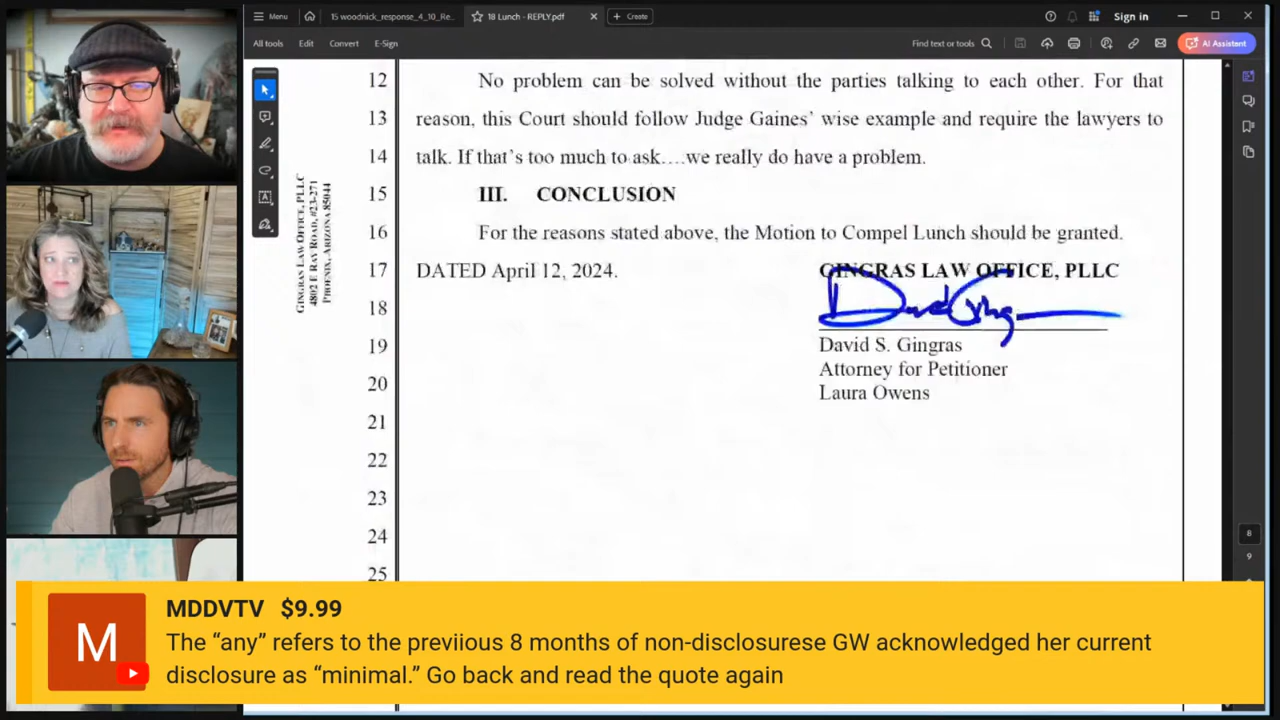 Menu
15 woodnick_response_4_10_Re...
18 Lunch - REPLY.pdf
Create
Sign in
All tools
Edit
Convert
E-Sign
Find text or tools
AI Assistant
12 No problem can be solved without the parties talking to each other. For that
13 reason, this Court should follow Judge Gaines’ wise example and require the lawyers to
14 talk. If that’s too much to ask….we really do have a problem.
15 III. CONCLUSION
16 For the reasons stated above, the Motion to Compel Lunch should be granted.
17 DATED April 12, 2024. GINGRAS LAW OFFICE, PLLC
18
19 David S. Gingras
Attorney for Petitioner
20 Laura Owens
21
22
23
24
25
GINGRAS LAW OFFICE, PLLC
4802 E RAY ROAD, #23-271
PHOENIX, ARIZONA 85044
8
9
M
MDDVTV $9.99
The “any” refers to the previious 8 months of non-disclosurese GW acknowledged her current
disclosure as “minimal.” Go back and read the quote again